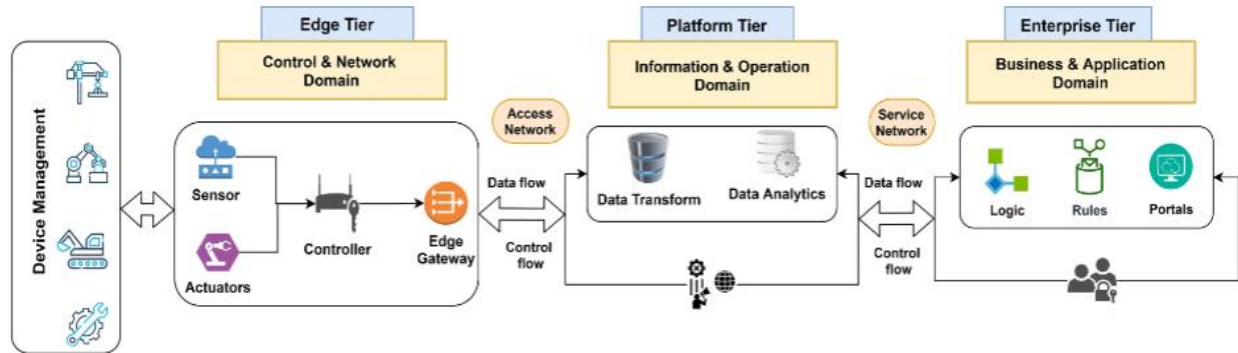 Edge Tier
Control & Network
Domain
Platform Tier
Information & Operation
Domain
Enterprise Tier
Business & Application
Domain
Device Management
Sensor
Actuators
Controller
Edge
Gateway
Access
Network
Data flow
Control
flow
Data Transform
Data Analytics
Service
Network
Data flow
Control
flow
Logic
Rules
Portals